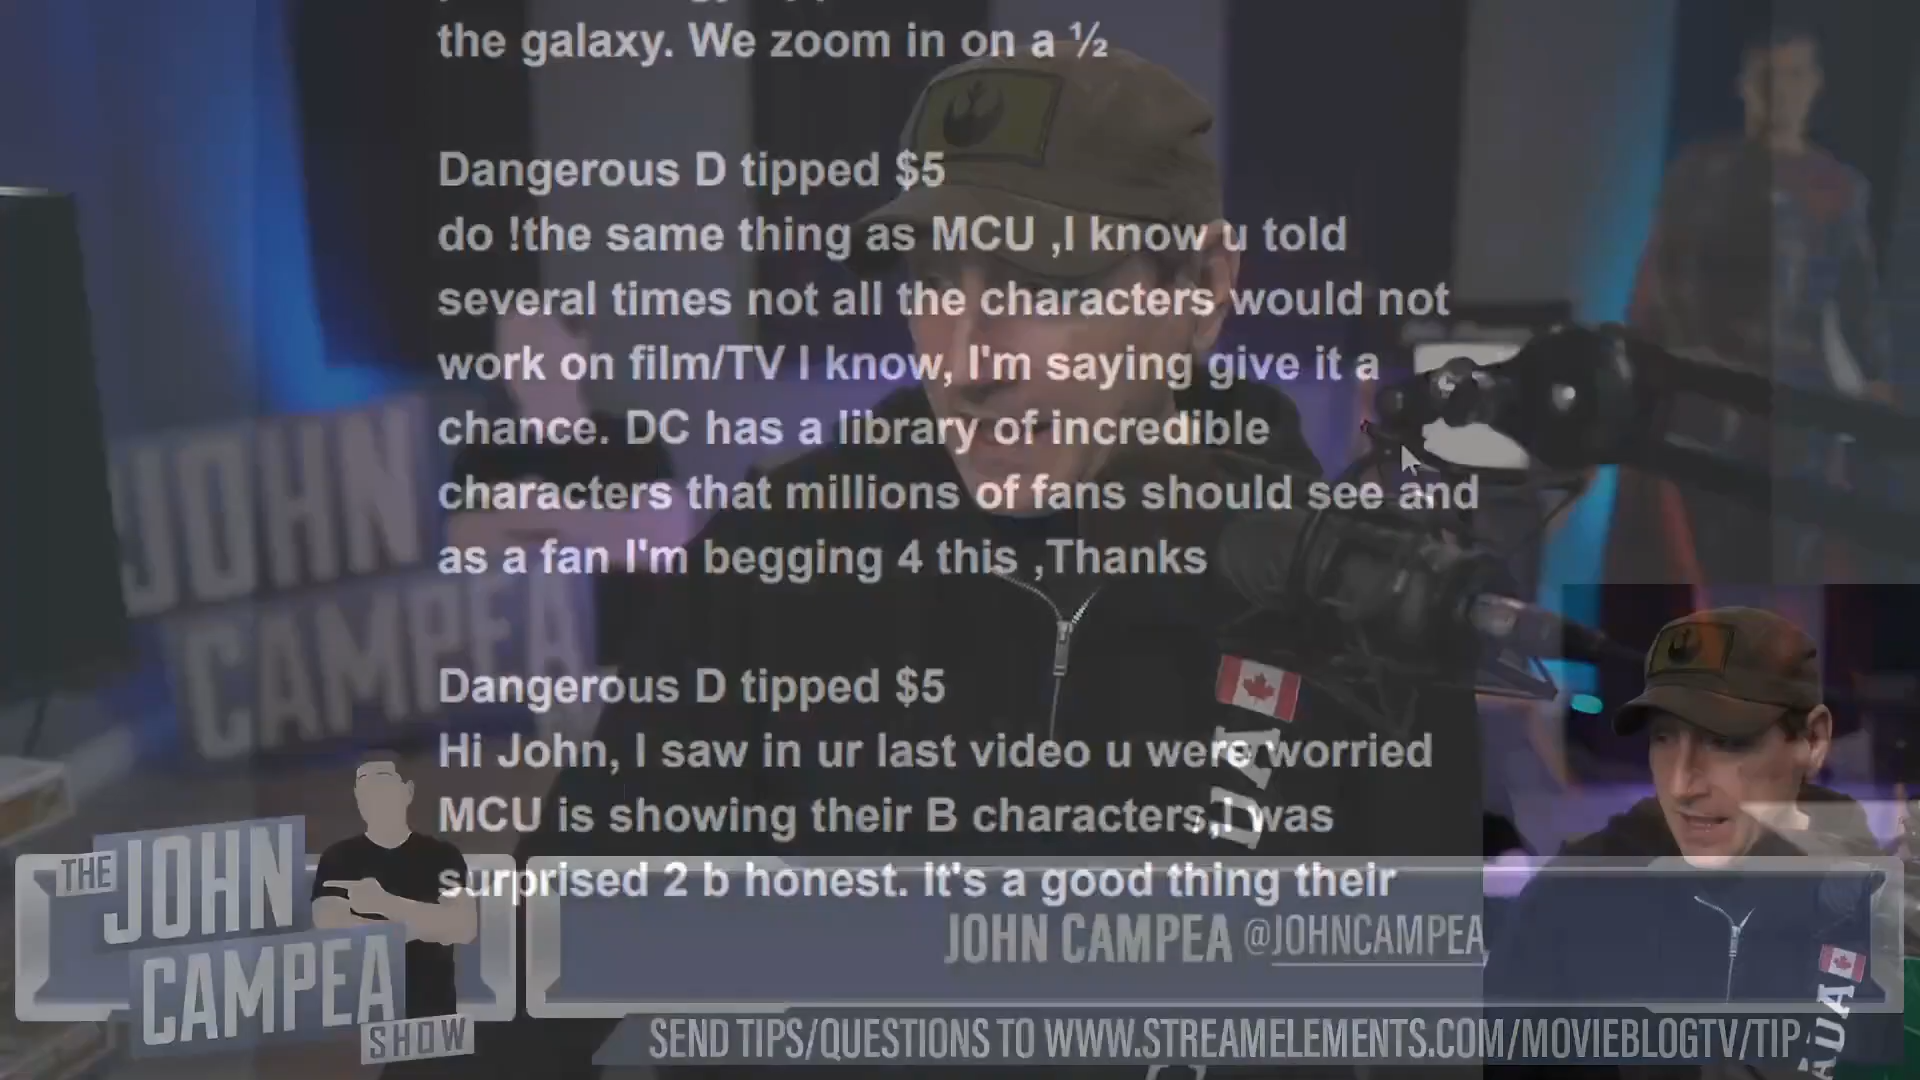 the galaxy. We zoom in on a ½
Dangerous D tipped $5
do !the same thing as MCU ,I know u told
several times not all the characters would not
work on film/TV I know, I'm saying give it a
chance. DC has a library of incredible
characters that millions of fans should see and
as a fan I'm begging 4 this ,Thanks
Dangerous D tipped $5
Hi John, I saw in ur last video u were worried
MCU is showing their B characters,I was
surprised 2 b honest. It's a good thing their
JOHN
CAMPEA
THE
JOHN
CAMPEA
SHOW
JOHN CAMPEA @JOHNCAMPEA
SEND TIPS/QUESTIONS TO WWW.STREAMELEMENTS.COM/MOVIEBLOGTV/TIP